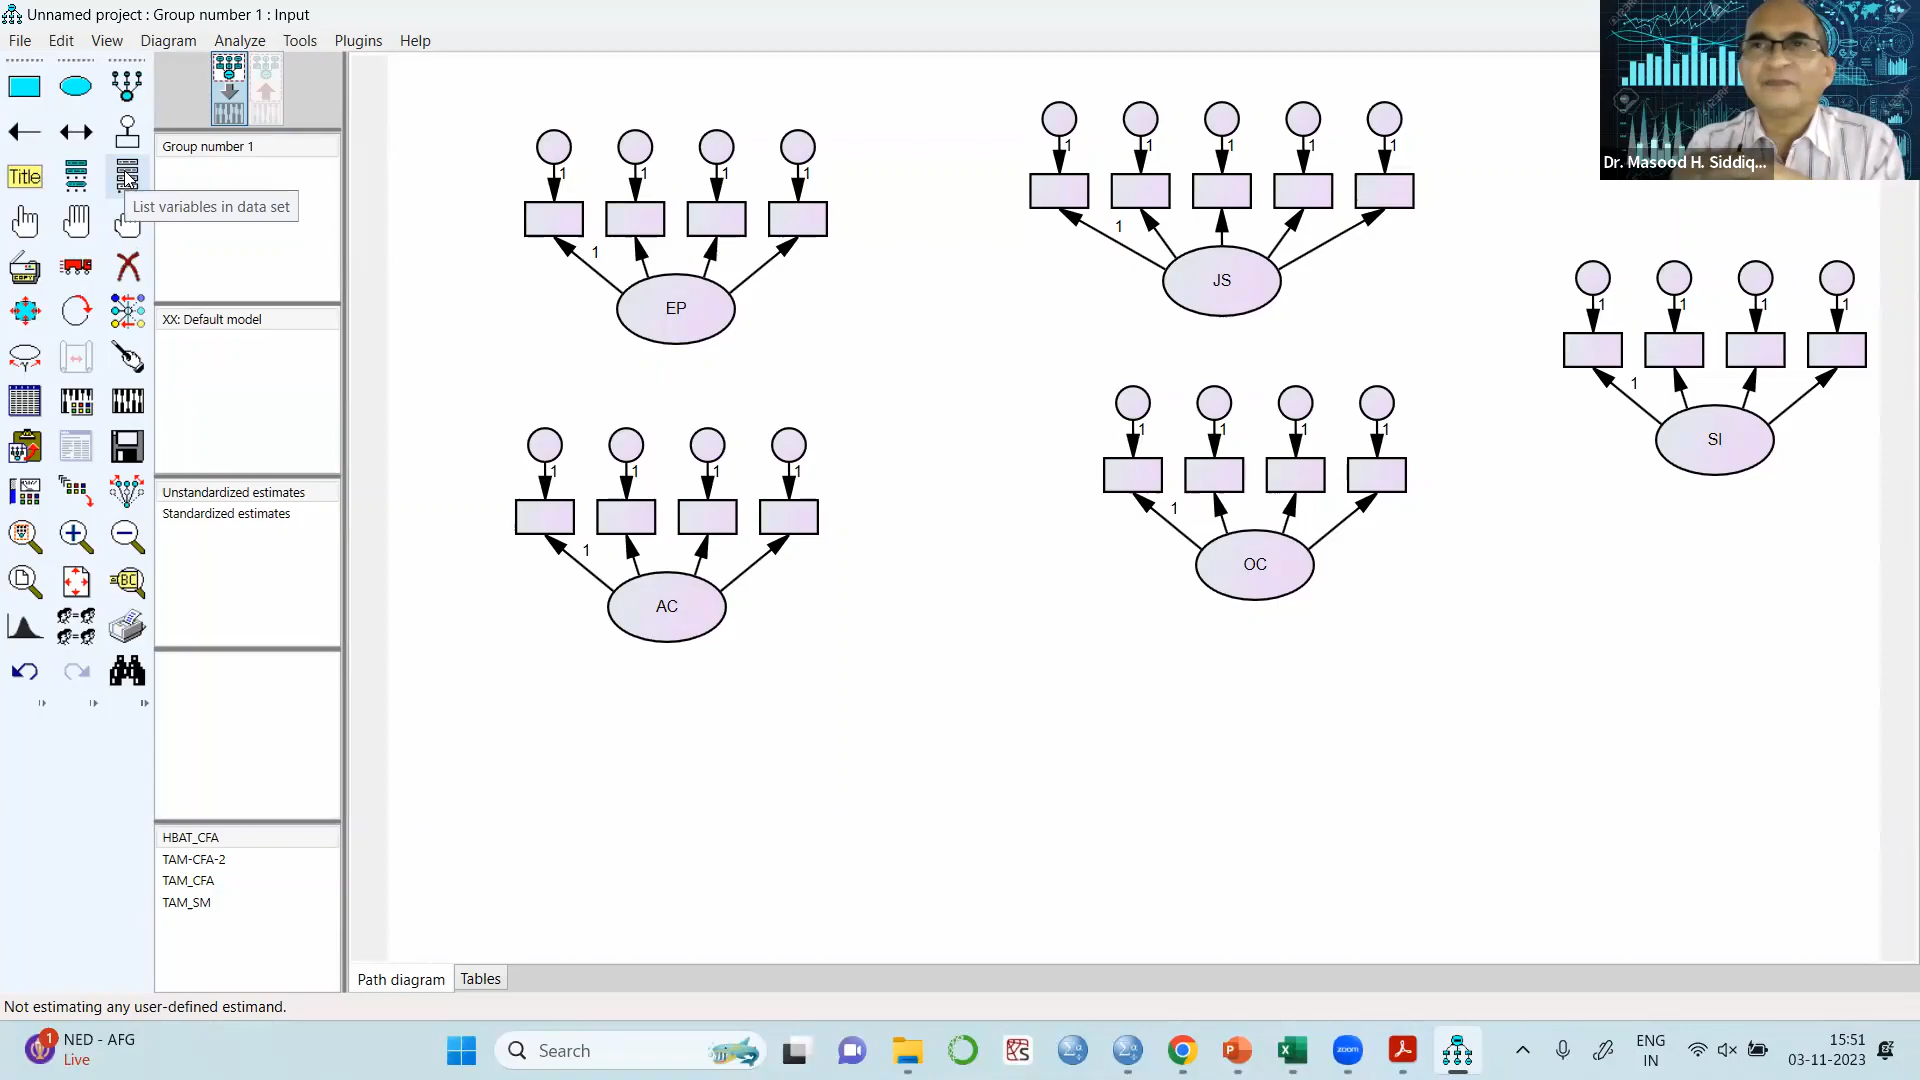 Unnamed project : Group number 1 : Input
File Edit View Diagram Analyze Tools Plugins Help
Title
List variables in data set
Group number 1
XX: Default model
Unstandardized estimates
Standardized estimates
HBAT_CFA
TAM-CFA-2
TAM_CFA
TAM_SM
1 1 1 1
1
EP
1 1 1 1 1
1
JS
1 1 1 1
1
SI
1 1 1 1
1
AC
1 1 1 1
1
OC
Dr. Masood H. Siddiq...
Path diagram Tables
Not estimating any user-defined estimand.
1
NED - AFG
Live
Search
zoom
ENG
IN
15:51
03-11-2023